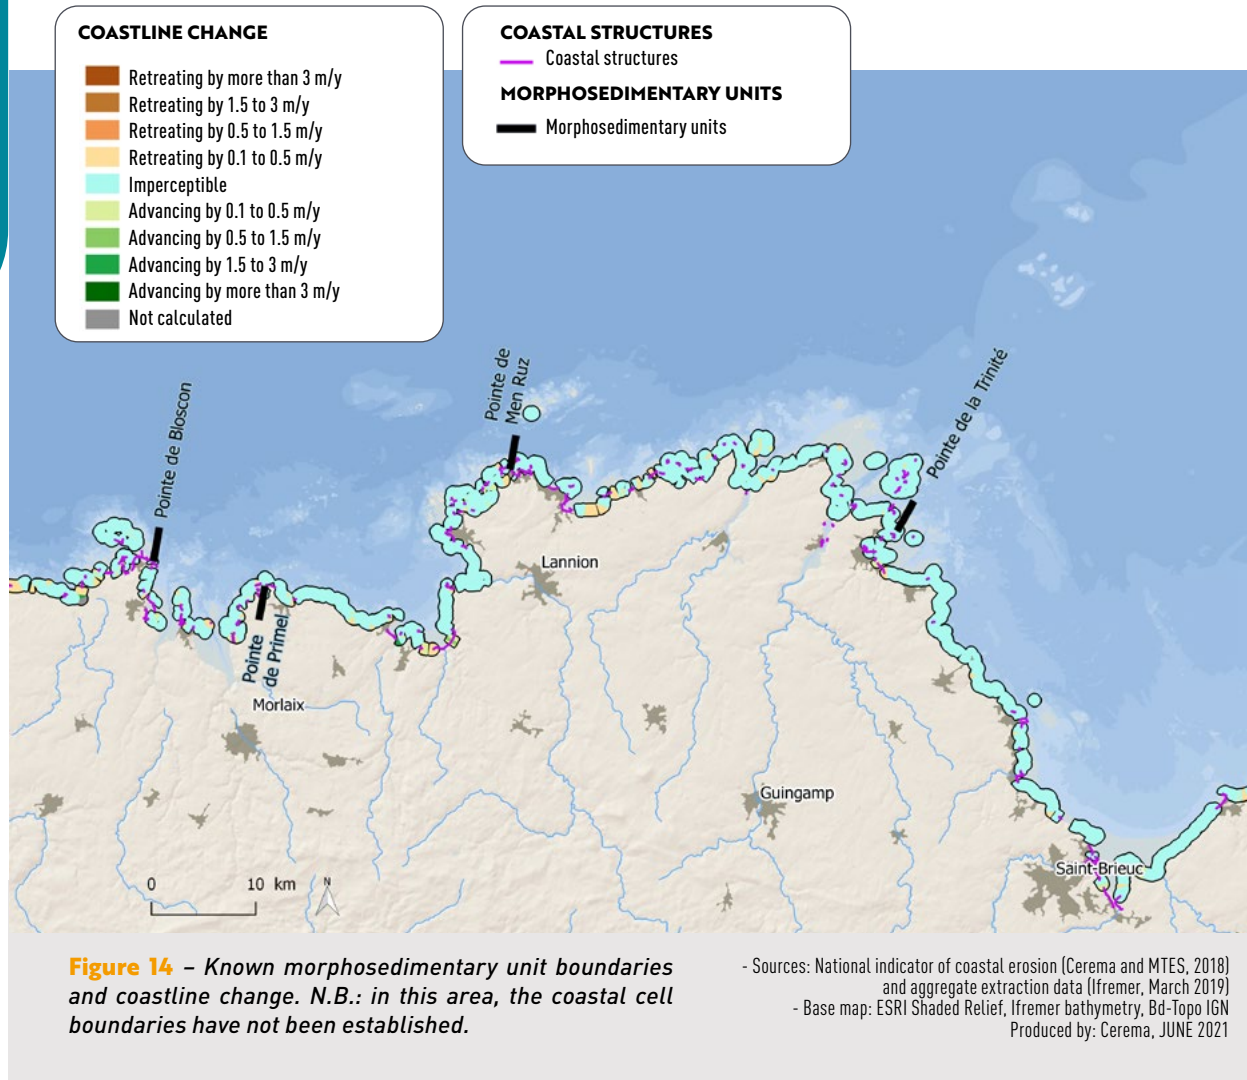 COASTLINE CHANGE
Retreating by more than 3 m/y
Retreating by 1.5 to 3 m/y
Retreating by 0.5 to 1.5 m/y
Retreating by 0.1 to 0.5 m/y
Imperceptible
Advancing by 0.1 to 0.5 m/y
Advancing by 0.5 to 1.5 m/y
Advancing by 1.5 to 3 m/y
Advancing by more than 3 m/y
Not calculated
COASTAL STRUCTURES
Coastal structures
MORPHOSEDIMENTARY UNITS
Morphosedimentary units
Pointe de Bloscon
Pointe de
Men Ruz
Pointe de la Trinité
Lannion
Pointe
de Primel
Morlaix
Guingamp
Saint-Brieuc
0 10 km
N
Figure 14 – Known morphosedimentary unit boundaries
and coastline change. N.B.: in this area, the coastal cell
boundaries have not been established.
- Sources: National indicator of coastal erosion (Cerema and MTES, 2018)
and aggregate extraction data (Ifremer, March 2019)
- Base map: ESRI Shaded Relief, Ifremer bathymetry, Bd-Topo IGN
Produced by: Cerema, JUNE 2021